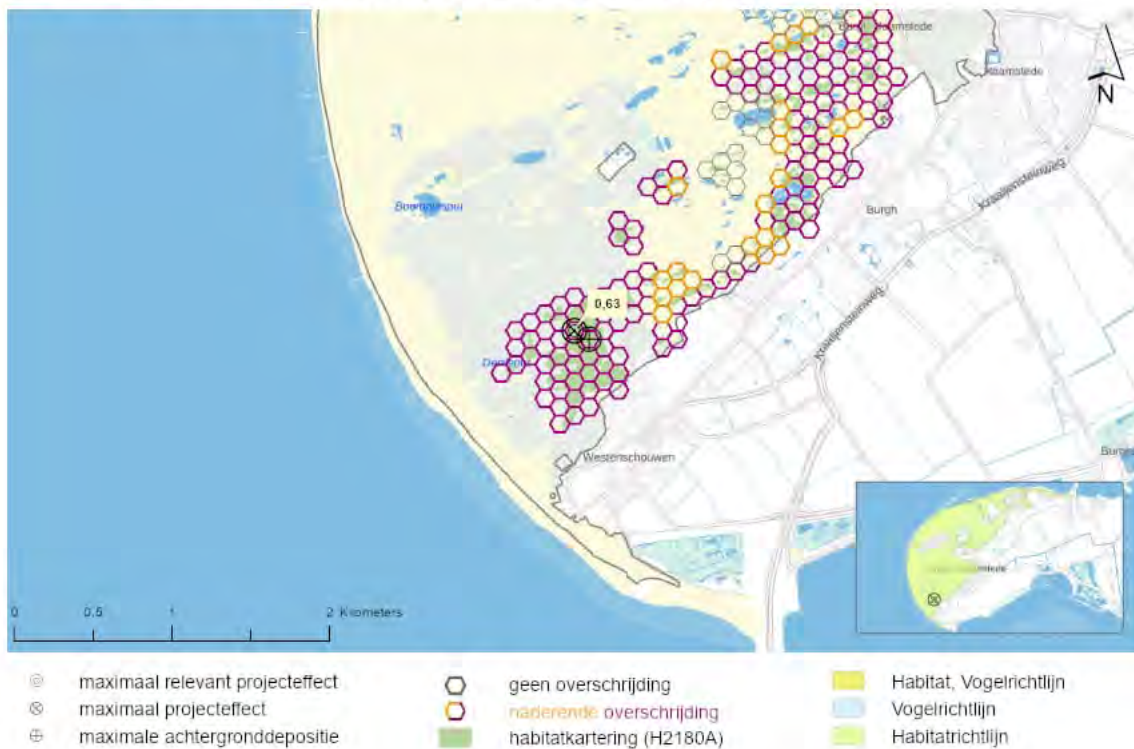 Haamstede
N
Kraaijensteinweg
Burgh
0,63
Kraaijensteinweg
Westenschouwen
0
0.5
1
2 Kilometers
maximaal relevant projecteffect
maximaal projecteffect
maximale achtergronddepositie
geen overschrijding
naderende overschrijding
habitatkartering (H2180A)
Habitat, Vogelrichtlijn
Vogelrichtlijn
Habitatrichtlijn